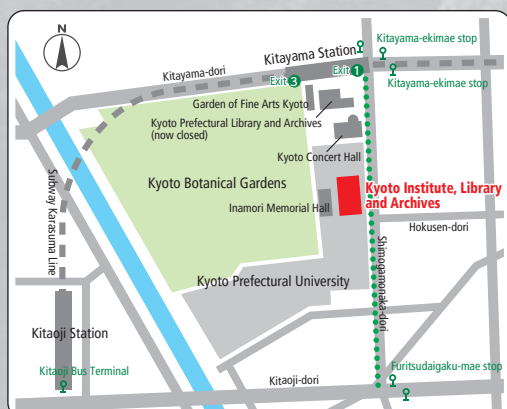 N
Kitayama Station
Kitayama-ekimae stop
Kitayama-dori
Exit 3
Exit 1
Kitayama-ekimae stop
Garden of Fine Arts Kyoto
Kyoto Prefectural Library and Archives
(now closed)
Kyoto Concert Hall
Kyoto Botanical Gardens
Kyoto Institute, Library
and Archives
Inamori Memorial Hall
Hokusen-dori
Subway Karasuma Line
Shimogamonaka-dori
Kyoto Prefectural University
Kitaoji Station
Kitaoji Bus Terminal
Kitaoji-dori
Furitsudaigaku-mae stop